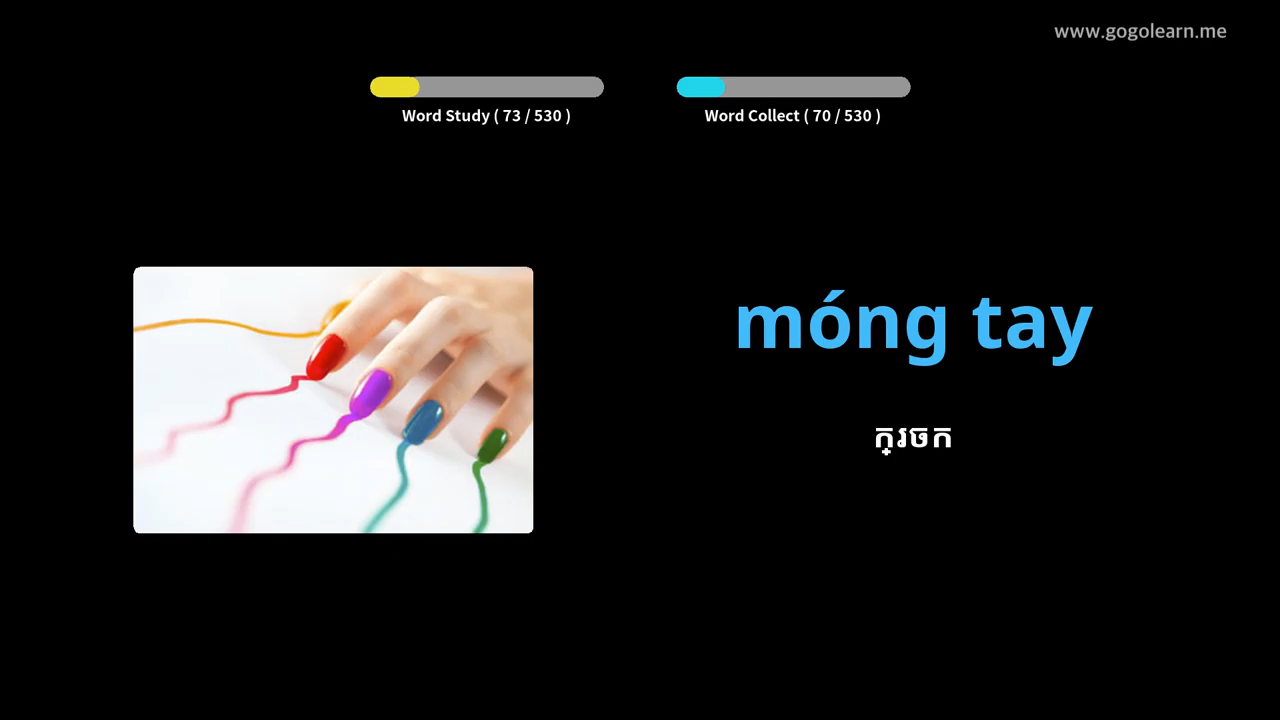 www.gogolearn.me
Word Study ( 73 / 530 )
Word Collect ( 70 / 530 )
móng tay
ក្រចក